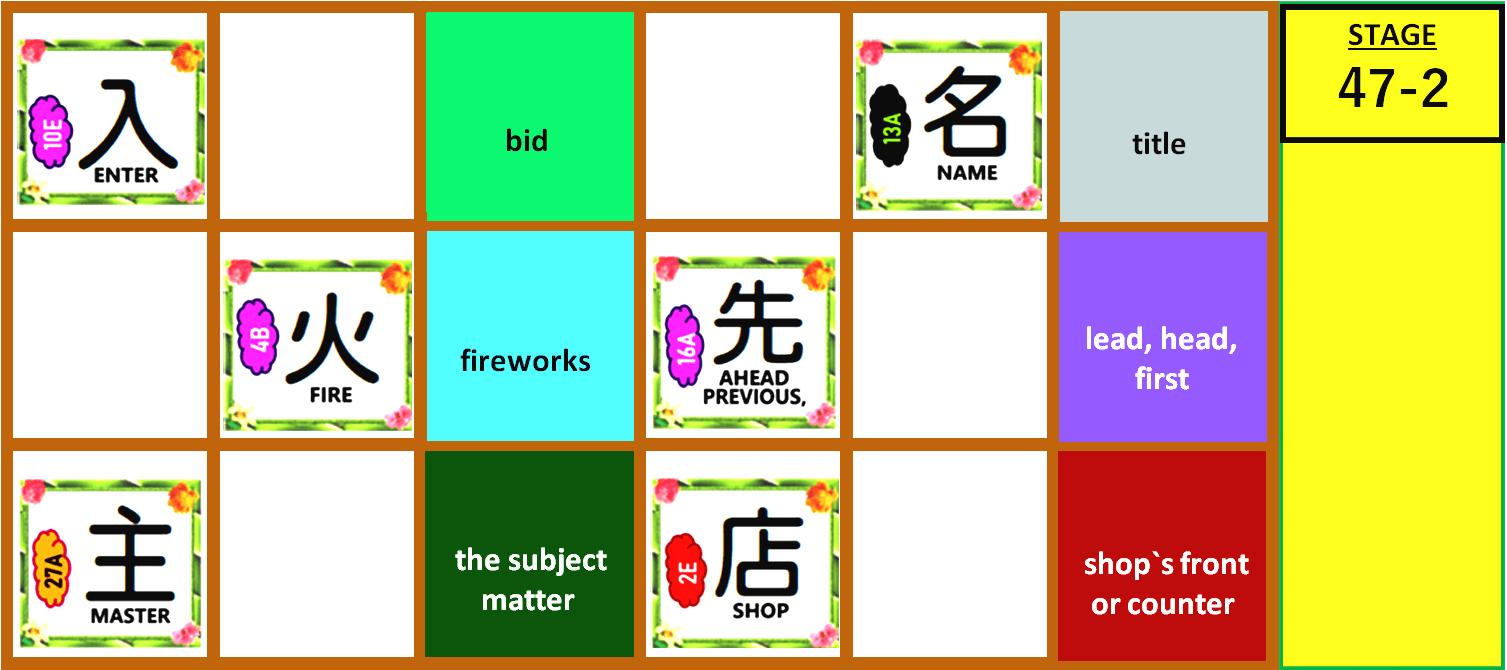 10E
入
ENTER
bid
13A
名
NAME
title
STAGE
47-2
4B
火
FIRE
fireworks
16A
先
AHEAD
PREVIOUS,
lead, head,
first
27A
主
MASTER
the subject
matter
2E
店
SHOP
shop`s front
or counter